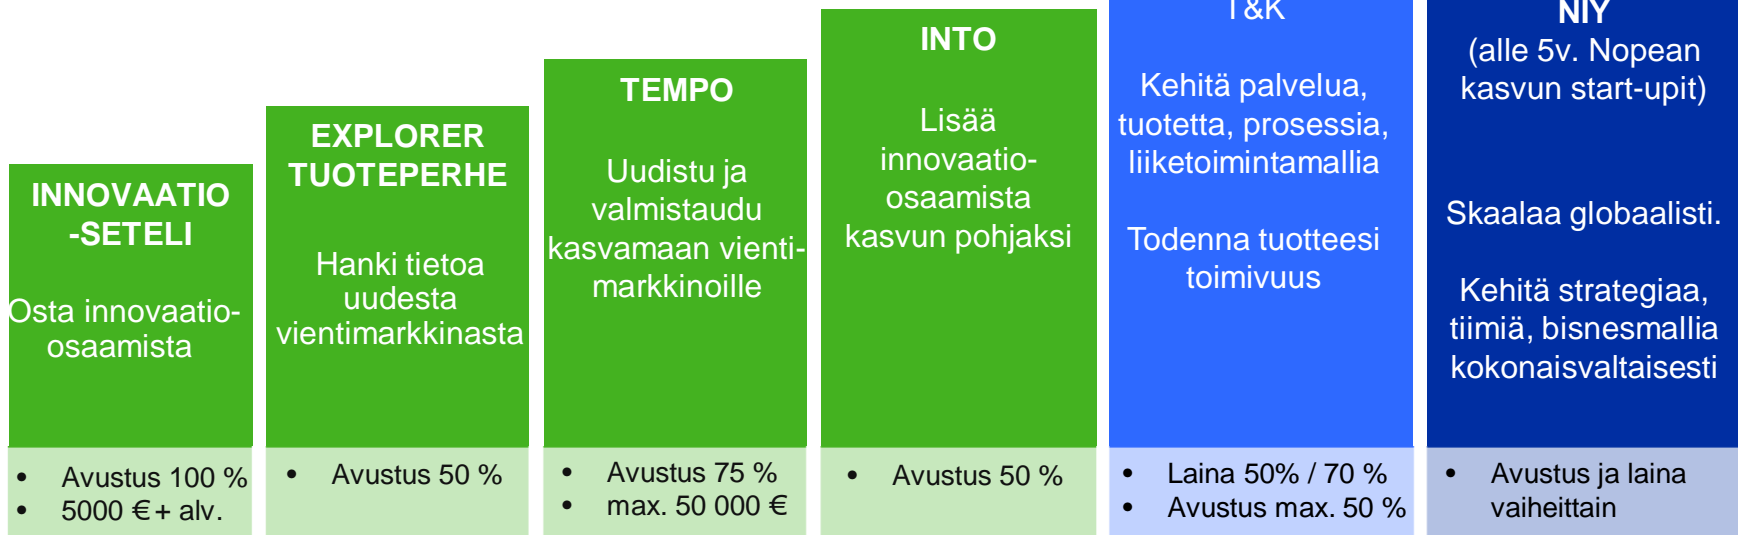 INNOVAATIO
-SETELI
Osta innovaatio-
osaamista
• Avustus 100 %
• 5000 € + alv.
EXPLORER
TUOTEPERHE
Hanki tietoa
uudesta
vientimarkkinasta
• Avustus 50 %
TEMPO
Uudistu ja
valmistaudu
kasvamaan vienti-
markkinoille
• Avustus 75 %
• max. 50 000 €
INTO
Lisää
innovaatio-
osaamista
kasvun pohjaksi
• Avustus 50 %
T&K
Kehitä palvelua,
tuotetta, prosessia,
liiketoimintamallia
Todenna tuotteesi
toimivuus
• Laina 50% / 70 %
• Avustus max. 50 %
NIY
(alle 5v. Nopean
kasvun start-upit)
Skaalaa globaalisti.
Kehitä strategiaa,
tiimiä, bisnesmallia
kokonaisvaltaisesti
• Avustus ja laina
vaiheittain